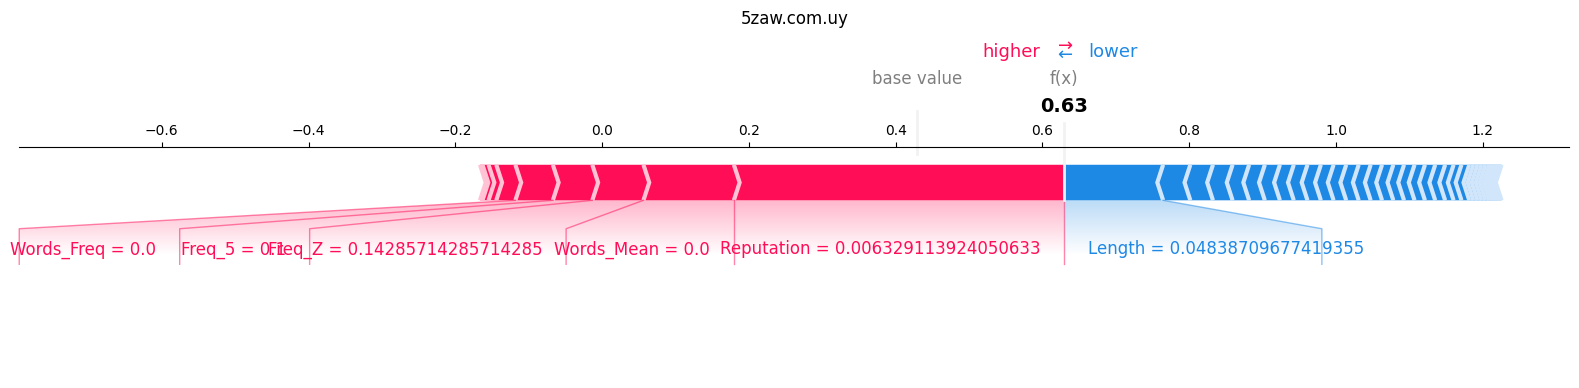 5zaw.com.uy
higher ⇄ lower
base value f(x)
0.63
−0.6 −0.4 −0.2 0.0 0.2 0.4 0.6 0.8 1.0 1.2
Words_Freq = 0.0 Freq_5 = 0.1 Freq_Z = 0.14285714285714285 Words_Mean = 0.0 Reputation = 0.006329113924050633 Length = 0.04838709677419355